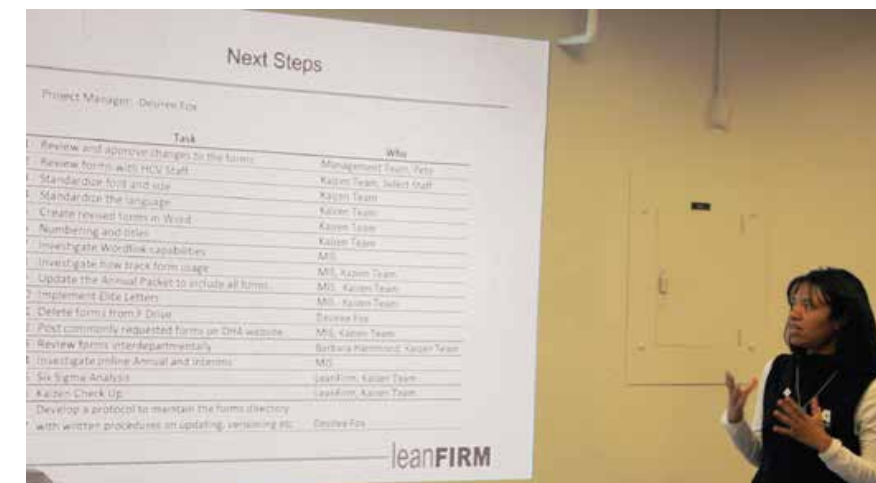 Next Steps
Project Manager: Desiree Fox
Task Who
Review and approve changes to the forms Management Team, Pete
Review forms with HCV Staff Kaizen Team, Select Staff
Standardize font and size Kaizen Team
Standardize the language Kaizen Team
Create revised forms in Word Kaizen Team
Numbering and titles Kaizen Team
Investigate Wordlink capabilities MIS
Investigate how track form usage MIS, Kaizen Team
Update the Annual Packet to include all forms MIS, Kaizen Team
Implement Elite Letters MIS, Kaizen Team
Delete forms from F Drive Desiree Fox
Post commonly requested forms on DHA website MIS, Kaizen Team
Review forms interdepartmentally Barbara Hammond, Kaizen Team
Investigate online Annual and Interims MIS
Six Sigma Analysis LeanFirm, Kaizen Team
Kaizen Check Up LeanFirm, Kaizen Team
Develop a protocol to maintain the forms directory
with written procedures on updating, versioning etc Desiree Fox
leanFIRM